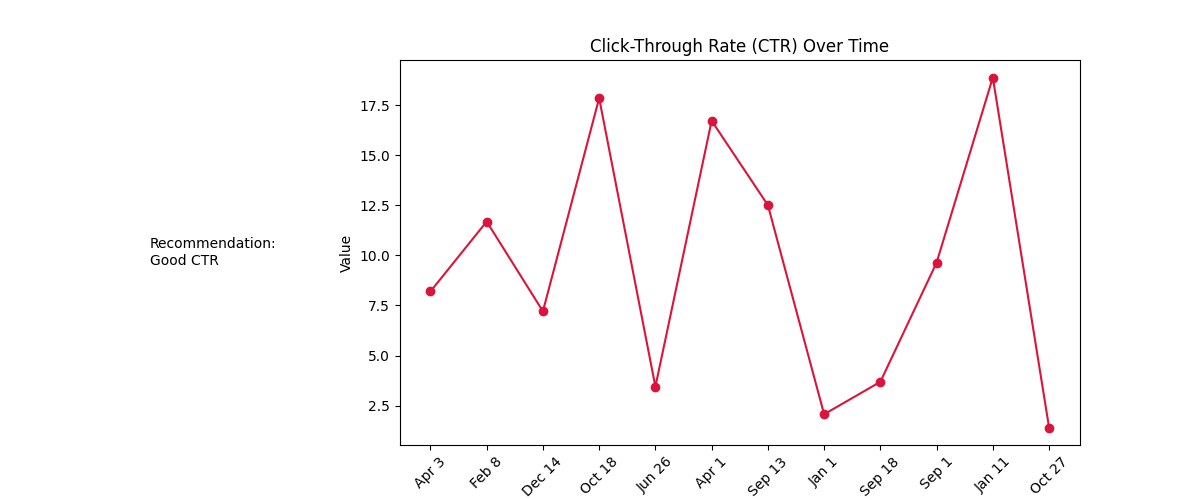 Click-Through Rate (CTR) Over Time
Recommendation:
Good CTR
Value
17.5
15.0
12.5
10.0
7.5
5.0
2.5
Apr 3
Feb 8
Dec 14
Oct 18
Jun 26
Apr 1
Sep 13
Jan 1
Sep 18
Sep 1
Jan 11
Oct 27